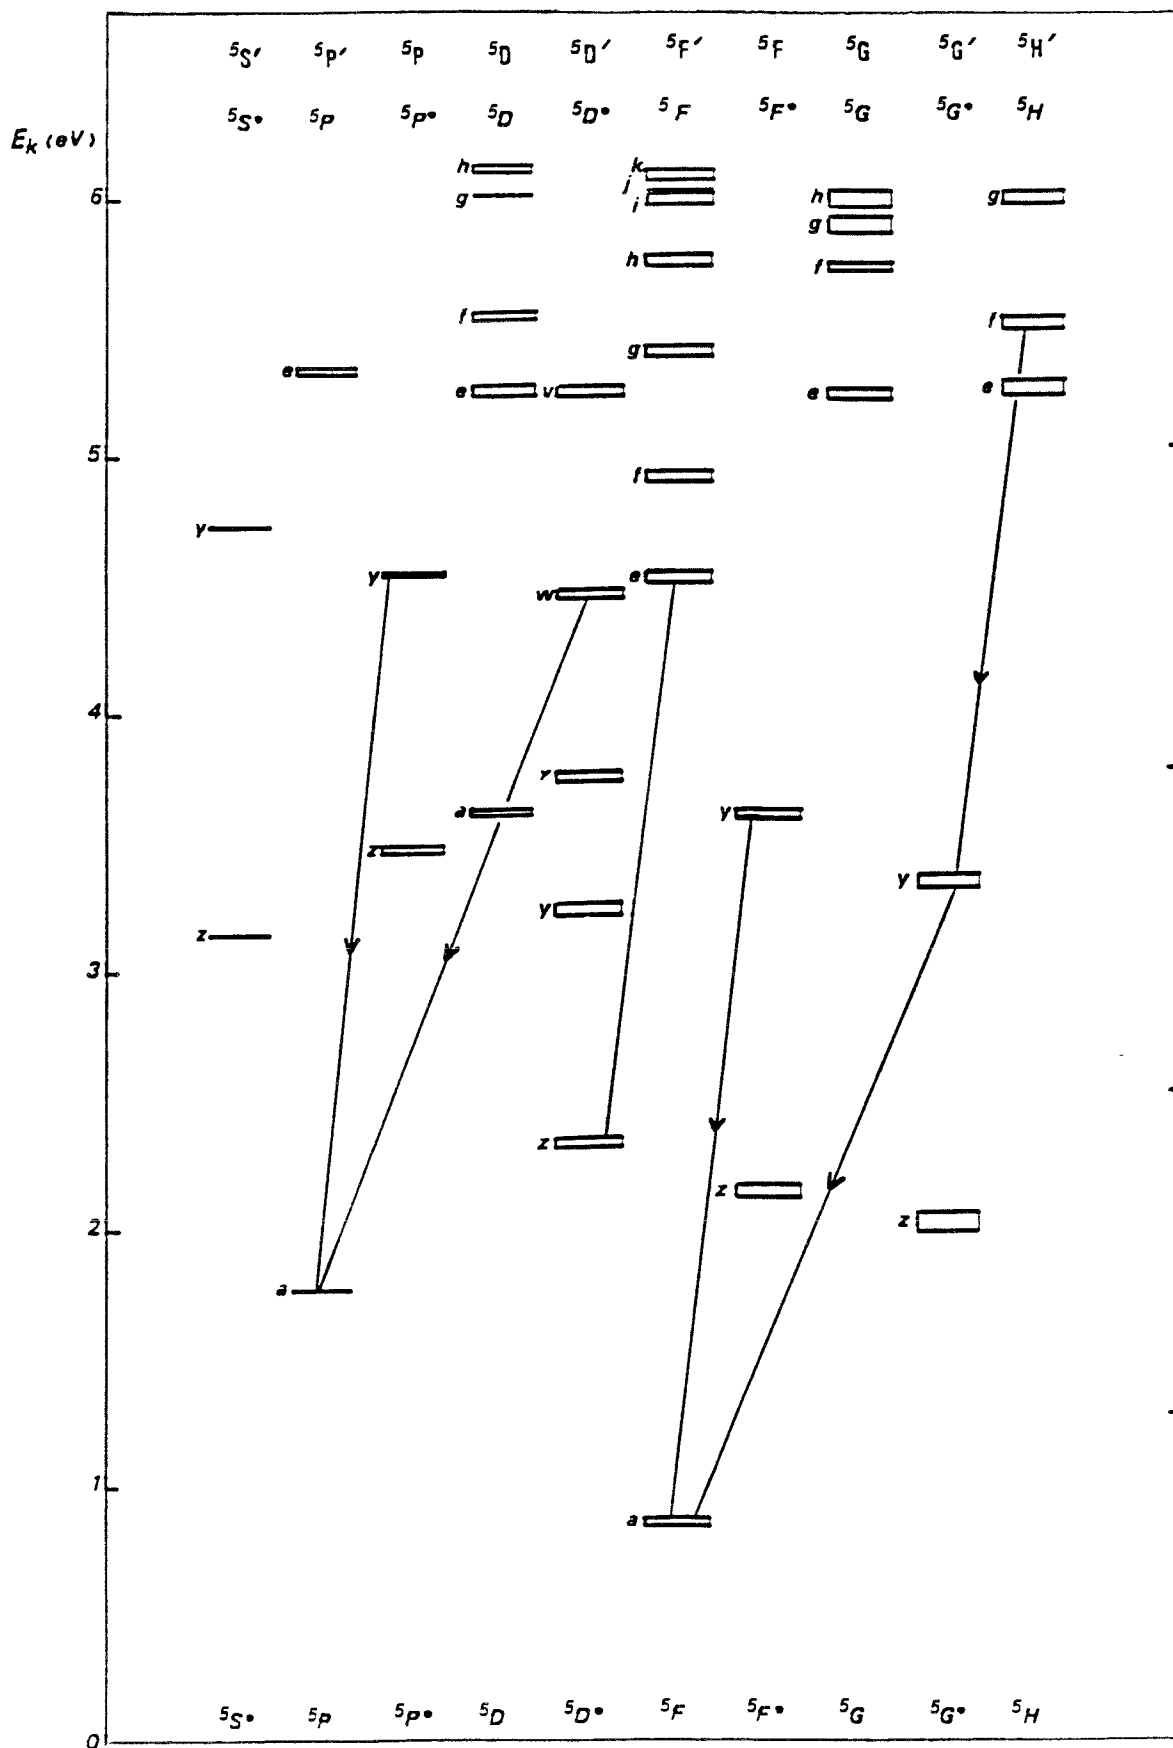 ⁵S′ ⁵P′ ⁵P ⁵D ⁵D′ ⁵F′ ⁵F ⁵G ⁵G′ ⁵H′
⁵S• ⁵P ⁵P• ⁵D ⁵D• ⁵F ⁵F• ⁵G ⁵G• ⁵H
E_k (eV)
h k
g j h g
6 i g
h f
f f
g
e e v e e
5
f
y
y w e
4
y
a y
z y
y
z
3
z
z
2 z
a
1
a
⁵S• ⁵P ⁵P• ⁵D ⁵D• ⁵F ⁵F• ⁵G ⁵G• ⁵H
0